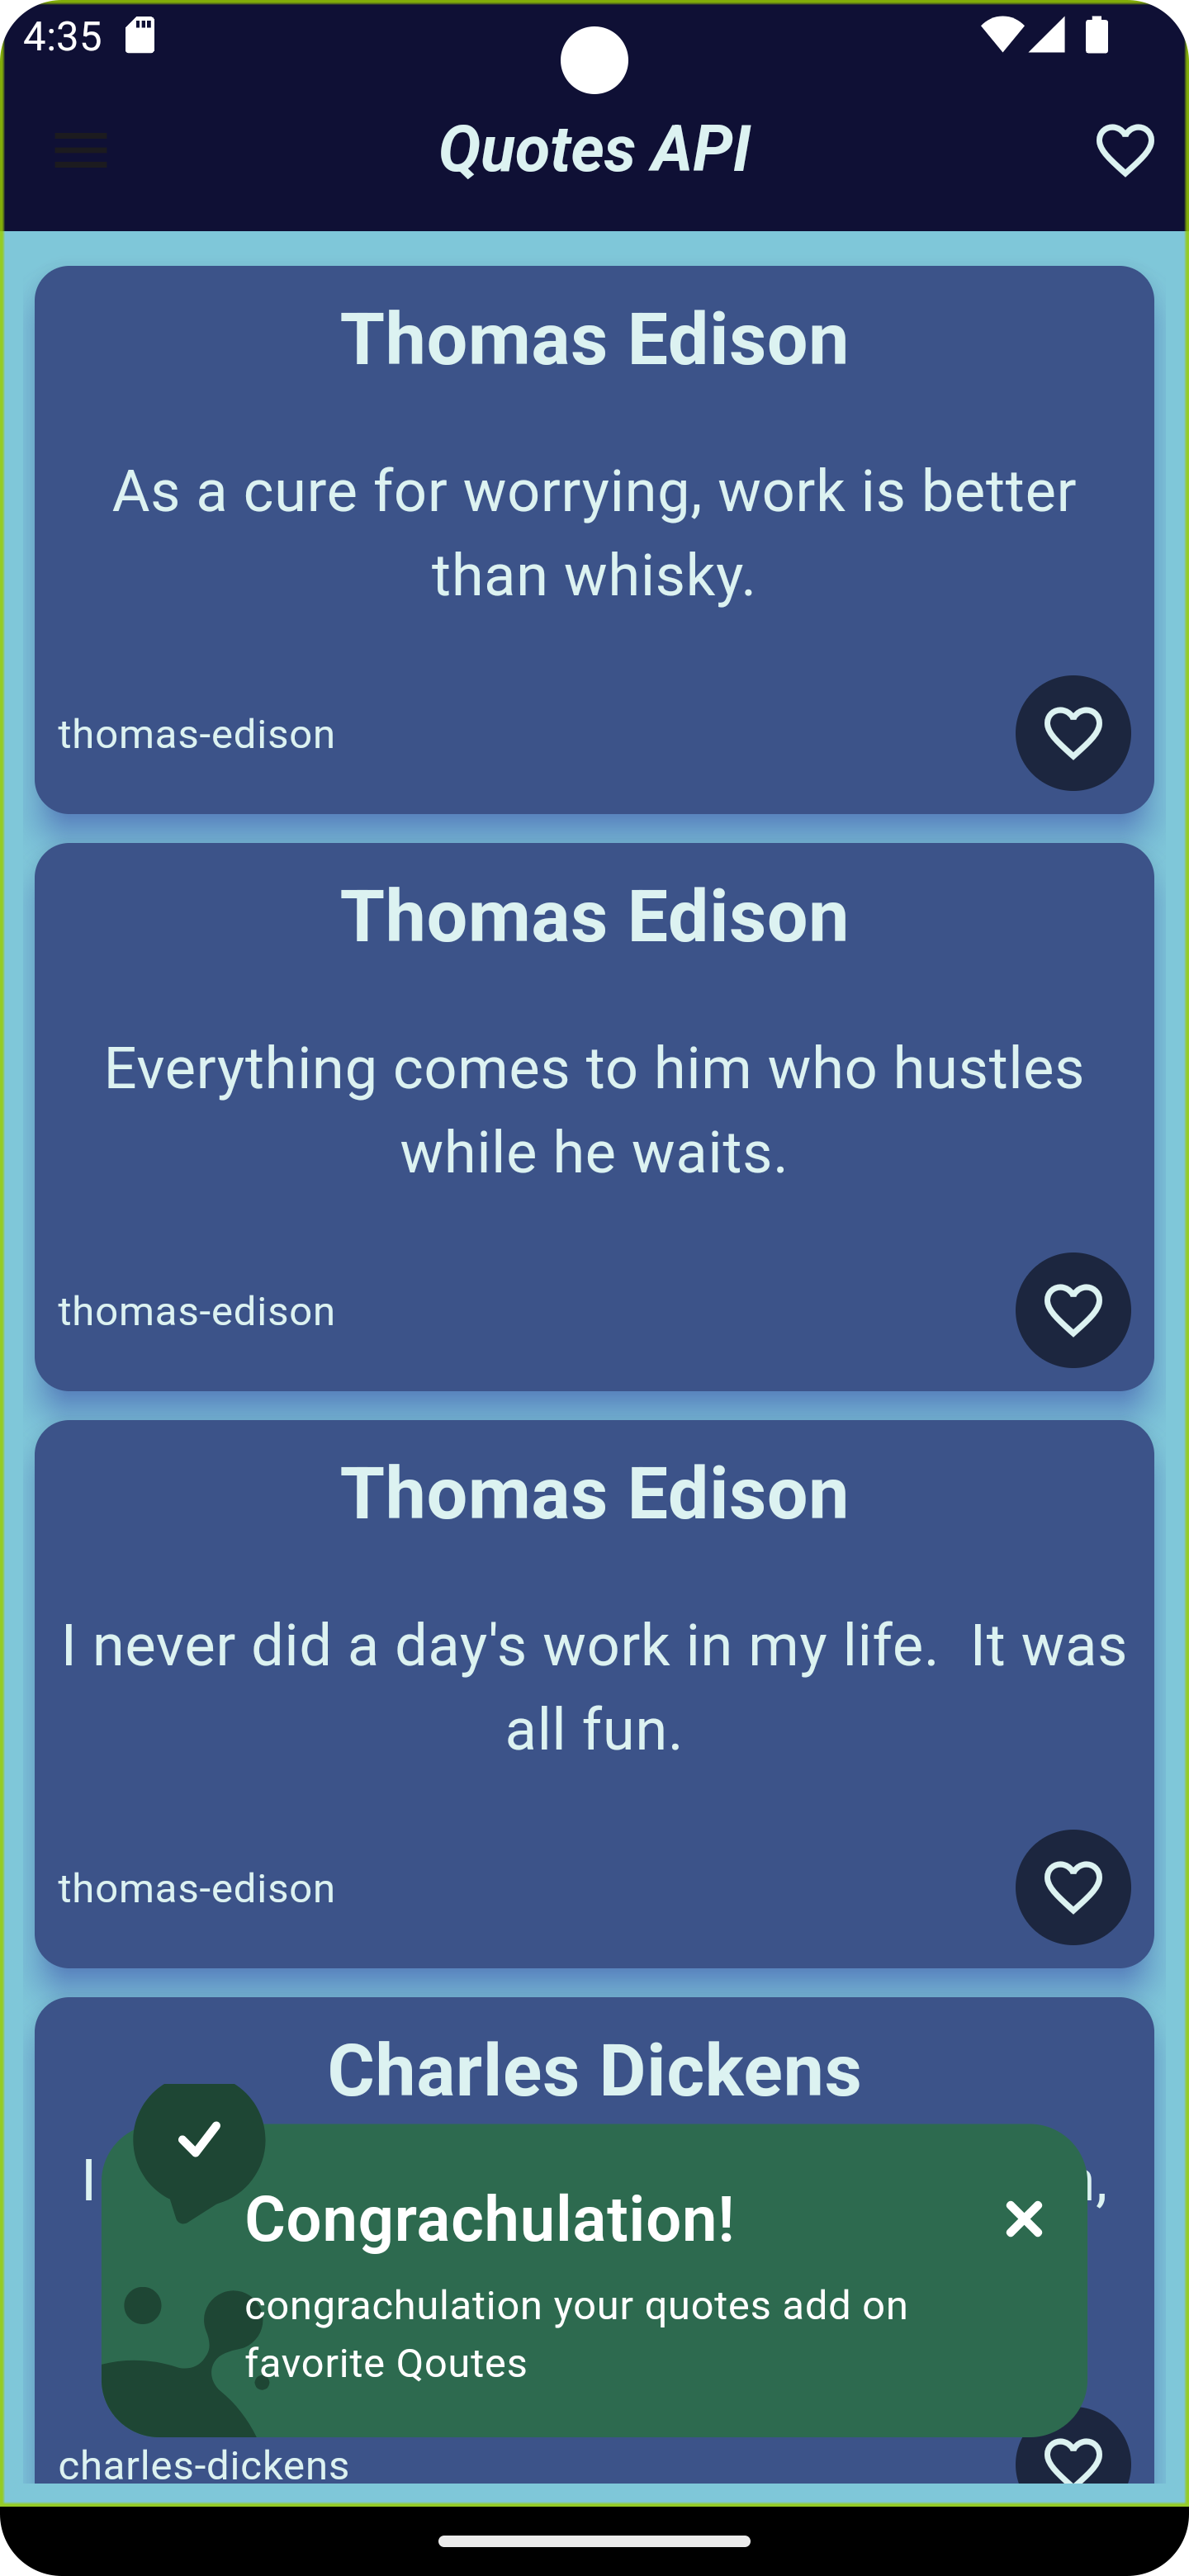 4:35
Quotes API
Thomas Edison
As a cure for worrying, work is better
than whisky.
thomas-edison
Thomas Edison
Everything comes to him who hustles
while he waits.
thomas-edison
Thomas Edison
I never did a day's work in my life.  It was
all fun.
thomas-edison
Charles Dickens
I
Congrachulation!
congrachulation your quotes add on
favorite Qoutes
charles-dickens